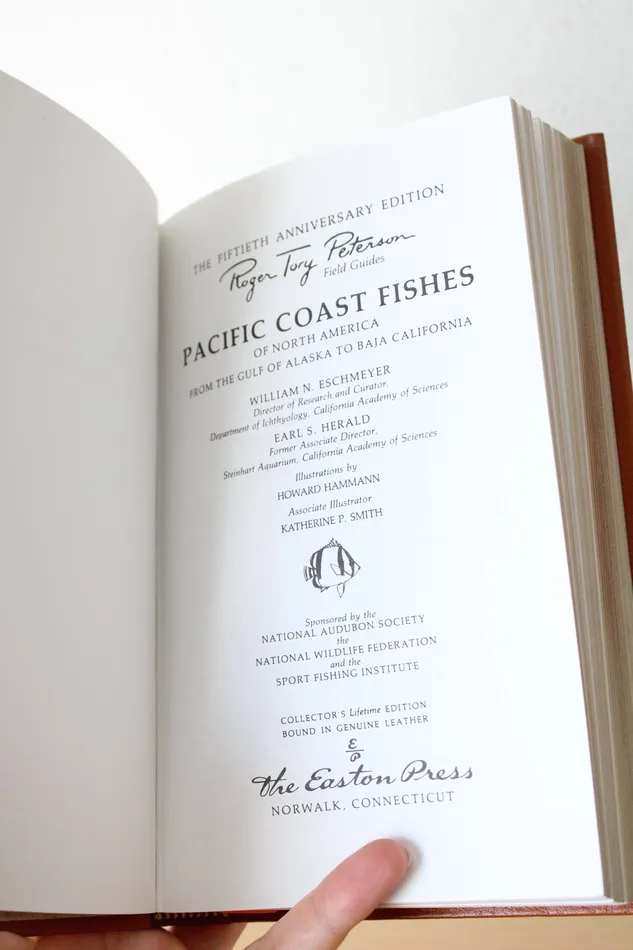 THE FIFTIETH ANNIVERSARY EDITION
Roger Tory Peterson
Field Guides
PACIFIC COAST FISHES
OF NORTH AMERICA
FROM THE GULF OF ALASKA TO BAJA CALIFORNIA
WILLIAM N. ESCHMEYER
Director of Research and Curator,
Department of Ichthyology, California Academy of Sciences
EARL S. HERALD
Former Associate Director,
Steinhart Aquarium, California Academy of Sciences
Illustrations by
HOWARD HAMMANN
Associate Illustrator
KATHERINE P. SMITH
Sponsored by the
NATIONAL AUDUBON SOCIETY
the
NATIONAL WILDLIFE FEDERATION
and the
SPORT FISHING INSTITUTE
COLLECTOR'S Lifetime EDITION
BOUND IN GENUINE LEATHER
E
P
The Easton Press
NORWALK, CONNECTICUT